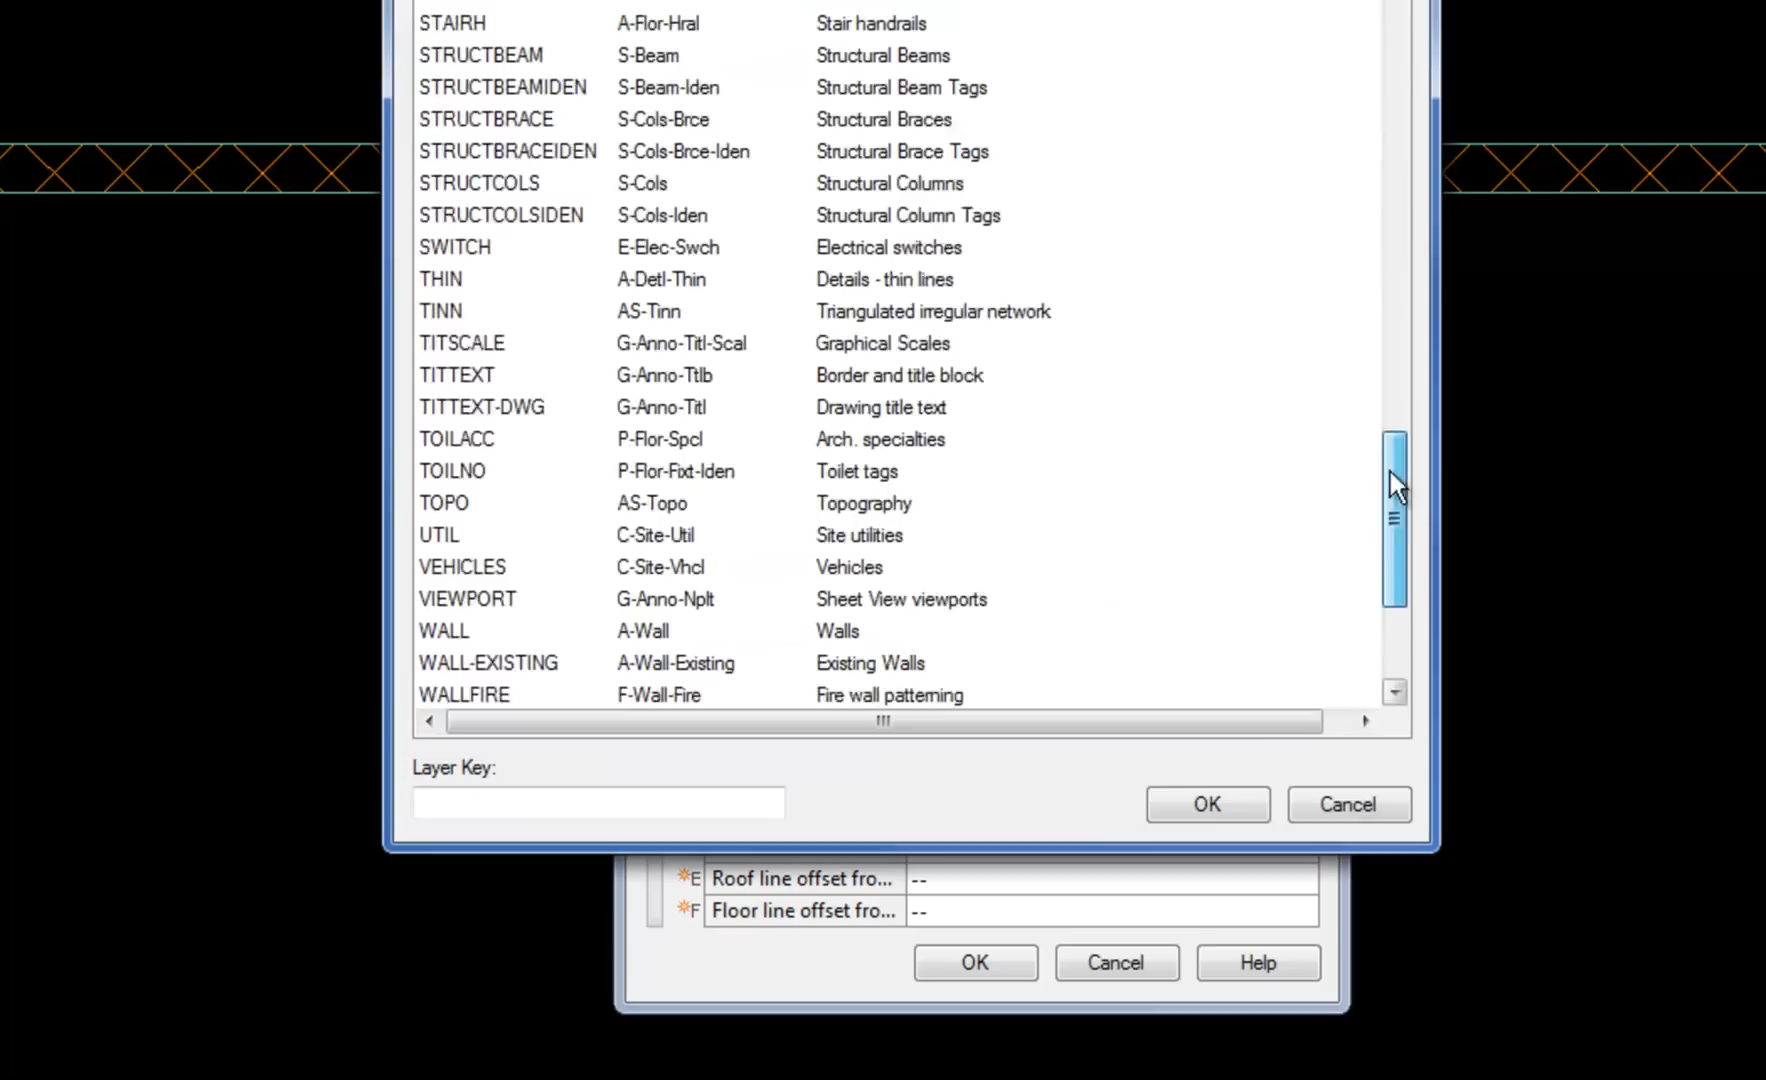 STAIRH A-Flor-Hral Stair handrails
STRUCTBEAM S-Beam Structural Beams
STRUCTBEAMIDEN S-Beam-Iden Structural Beam Tags
STRUCTBRACE S-Cols-Brce Structural Braces
STRUCTBRACEIDEN S-Cols-Brce-Iden Structural Brace Tags
STRUCTCOLS S-Cols Structural Columns
STRUCTCOLSIDEN S-Cols-Iden Structural Column Tags
SWITCH E-Elec-Swch Electrical switches
THIN A-Detl-Thin Details - thin lines
TINN AS-Tinn Triangulated irregular network
TITSCALE G-Anno-Titl-Scal Graphical Scales
TITTEXT G-Anno-Ttlb Border and title block
TITTEXT-DWG G-Anno-Titl Drawing title text
TOILACC P-Flor-Spcl Arch. specialties
TOILNO P-Flor-Fixt-Iden Toilet tags
TOPO AS-Topo Topography
UTIL C-Site-Util Site utilities
VEHICLES C-Site-Vhcl Vehicles
VIEWPORT G-Anno-Nplt Sheet View viewports
WALL A-Wall Walls
WALL-EXISTING A-Wall-Existing Existing Walls
WALLFIRE F-Wall-Fire Fire wall patterning
Layer Key:
OK Cancel
E Roof line offset fro... --
F Floor line offset fro... --
OK Cancel Help